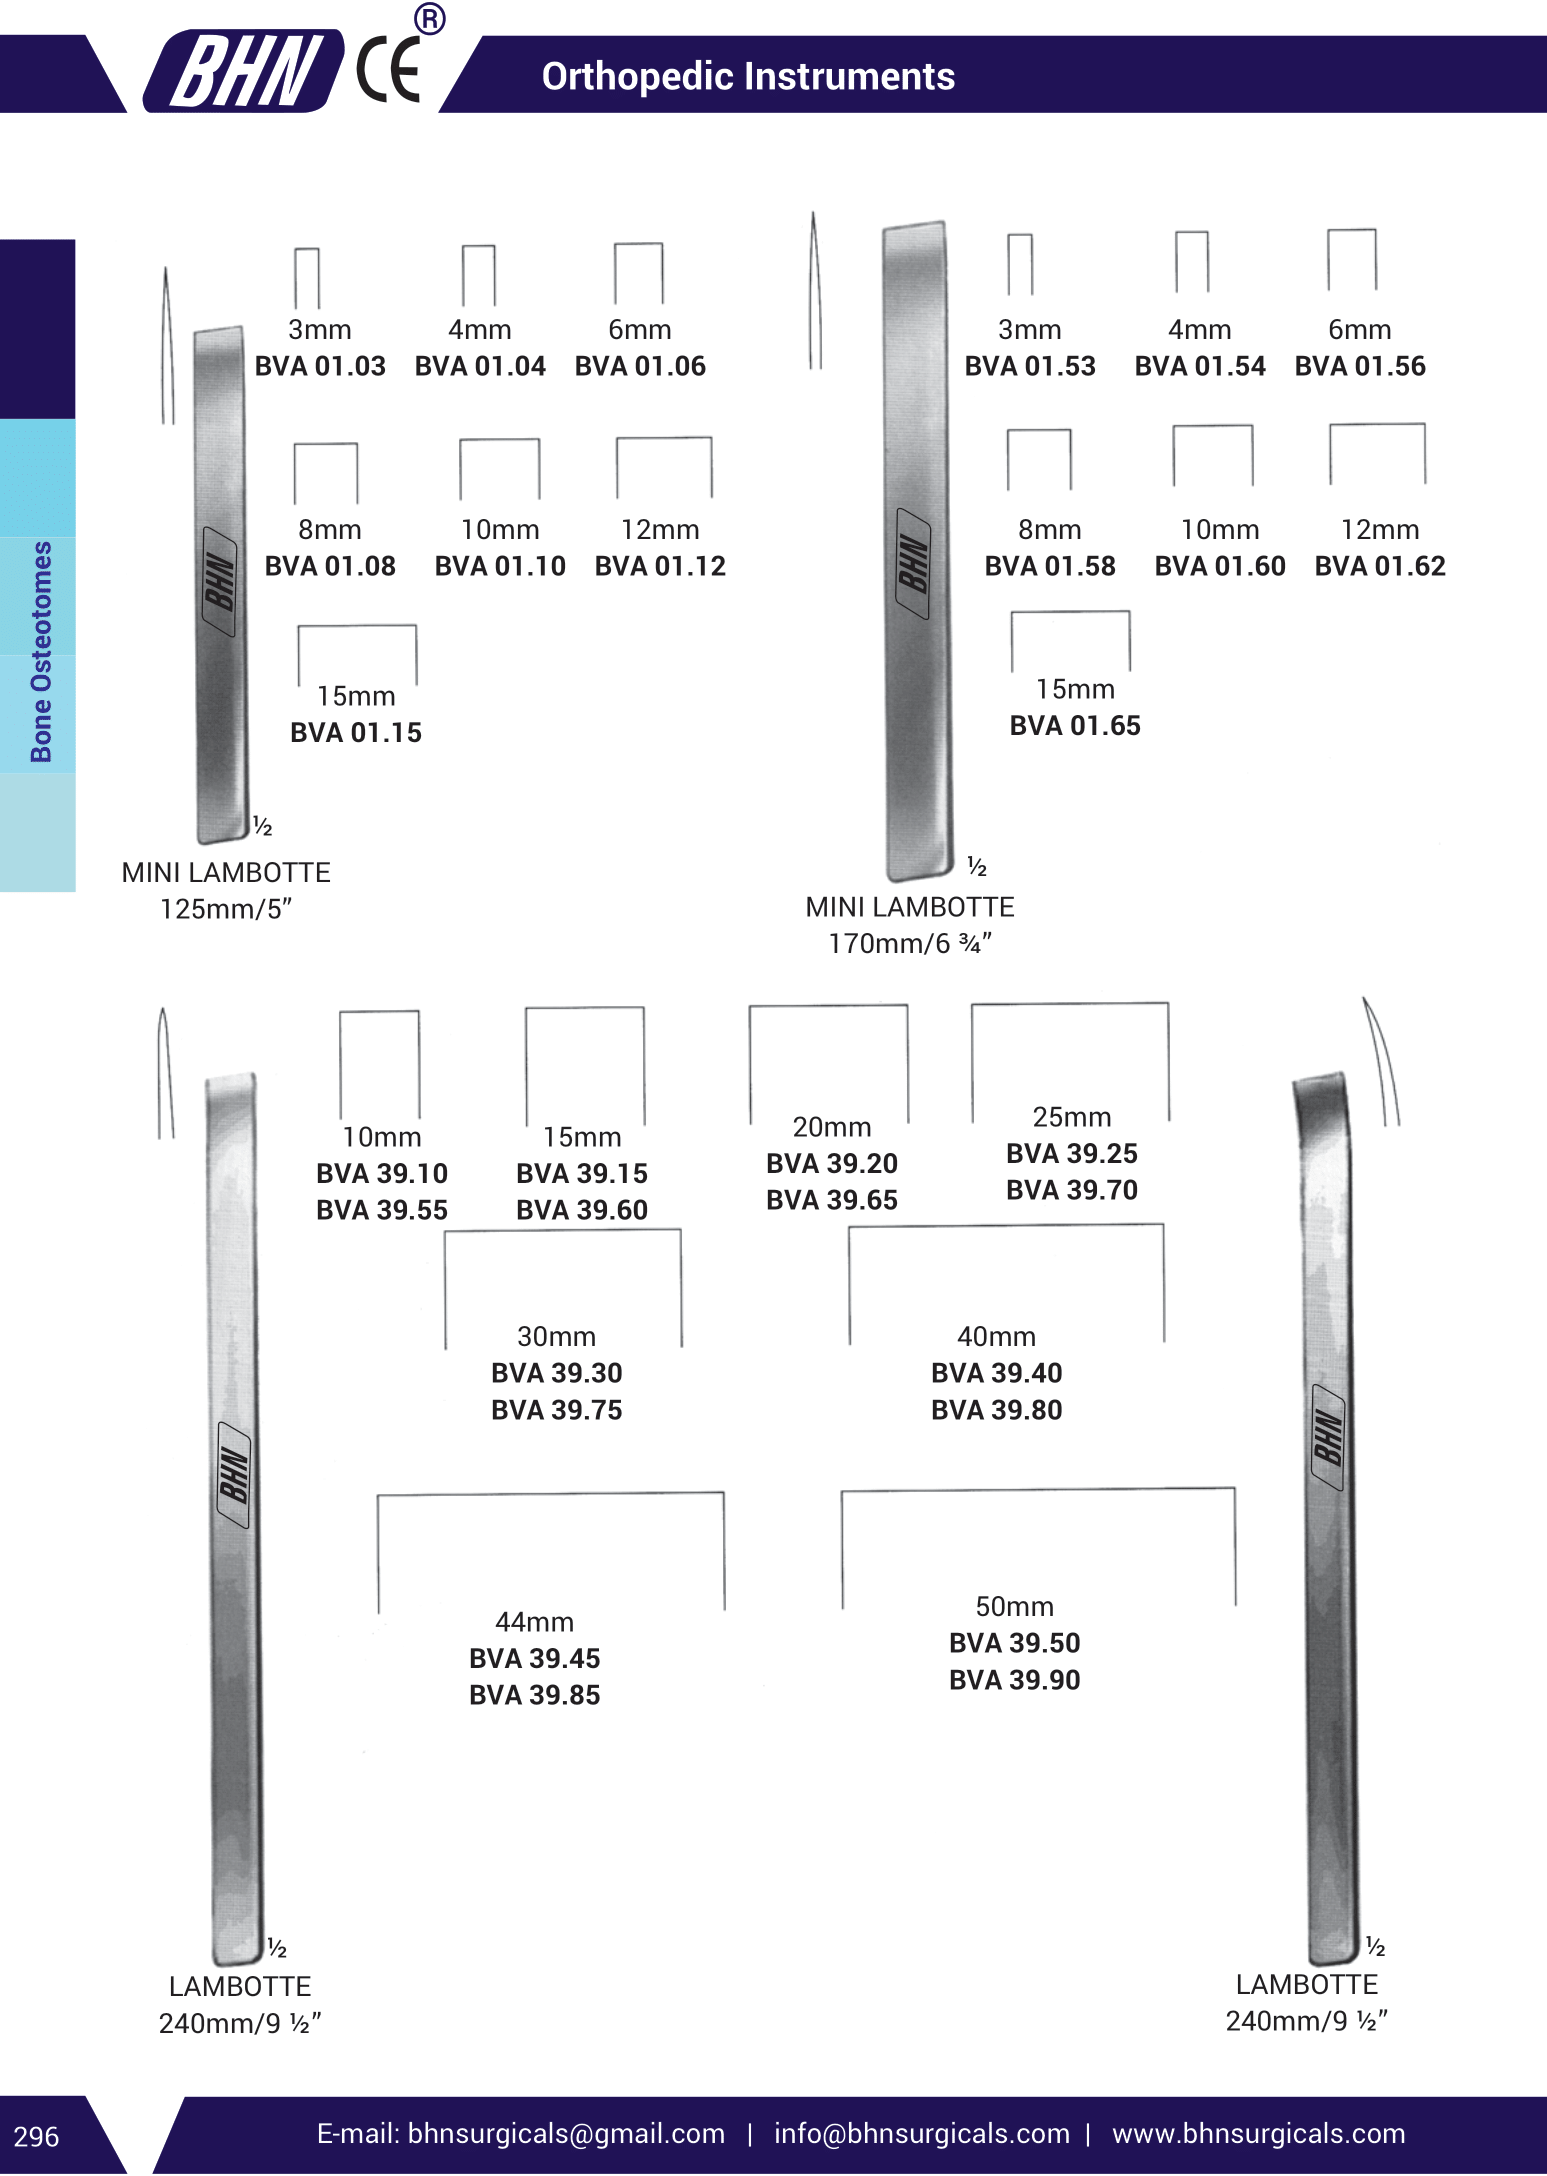 BHN CE ®
Orthopedic Instruments
Bone Osteotomes
3mm
BVA 01.03
4mm
BVA 01.04
6mm
BVA 01.06
8mm
BVA 01.08
10mm
BVA 01.10
12mm
BVA 01.12
15mm
BVA 01.15
BHN
½
MINI LAMBOTTE
125mm/5”
3mm
BVA 01.53
4mm
BVA 01.54
6mm
BVA 01.56
8mm
BVA 01.58
10mm
BVA 01.60
12mm
BVA 01.62
15mm
BVA 01.65
BHN
½
MINI LAMBOTTE
170mm/6 ¾”
10mm
BVA 39.10
BVA 39.55
15mm
BVA 39.15
BVA 39.60
20mm
BVA 39.20
BVA 39.65
25mm
BVA 39.25
BVA 39.70
30mm
BVA 39.30
BVA 39.75
40mm
BVA 39.40
BVA 39.80
44mm
BVA 39.45
BVA 39.85
50mm
BVA 39.50
BVA 39.90
BHN
½
LAMBOTTE
240mm/9 ½”
BHN
½
LAMBOTTE
240mm/9 ½”
296
E-mail: bhnsurgicals@gmail.com | info@bhnsurgicals.com | www.bhnsurgicals.com